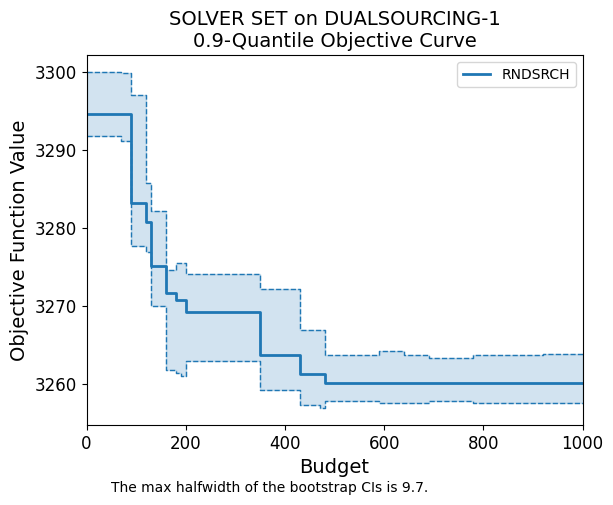 SOLVER SET on DUALSOURCING-1
0.9-Quantile Objective Curve
RNDSRCH
Objective Function Value
3300
3290
3280
3270
3260
0 200 400 600 800 1000
Budget
The max halfwidth of the bootstrap CIs is 9.7.